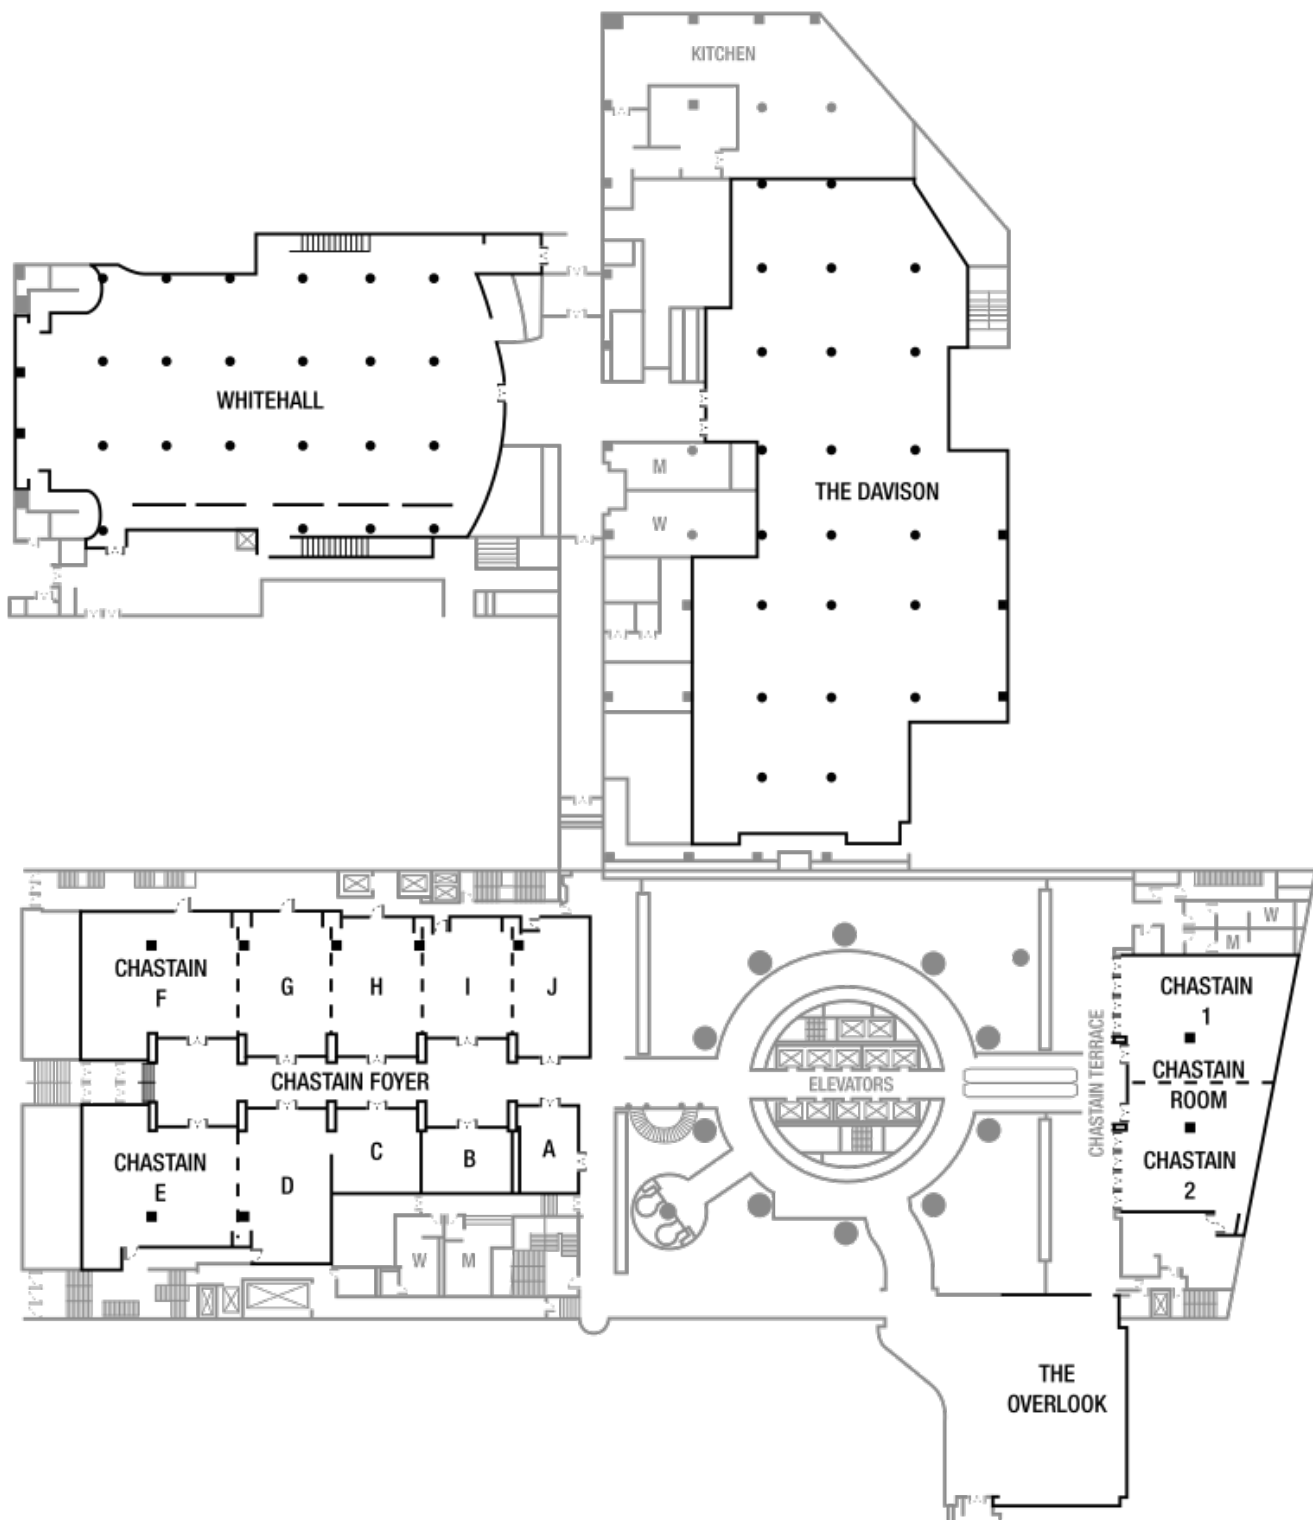 KITCHEN
WHITEHALL
M
THE DAVISON
W
W
M
CHASTAIN
F
G
H
I
J
CHASTAIN
1
CHASTAIN TERRACE
CHASTAIN FOYER
ELEVATORS
CHASTAIN
ROOM
CHASTAIN
E
D
C
B
A
CHASTAIN
2
W
M
THE
OVERLOOK